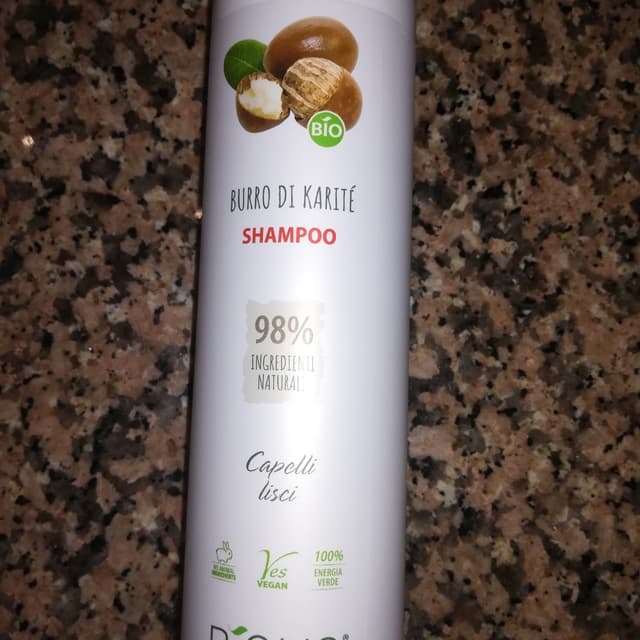 BIO
BURRO DI KARITÉ
SHAMPOO
98%
INGREDIENTI
NATURALI
Capelli
lisci
Yes
VEGAN
100%
ENERGIA
VERDE